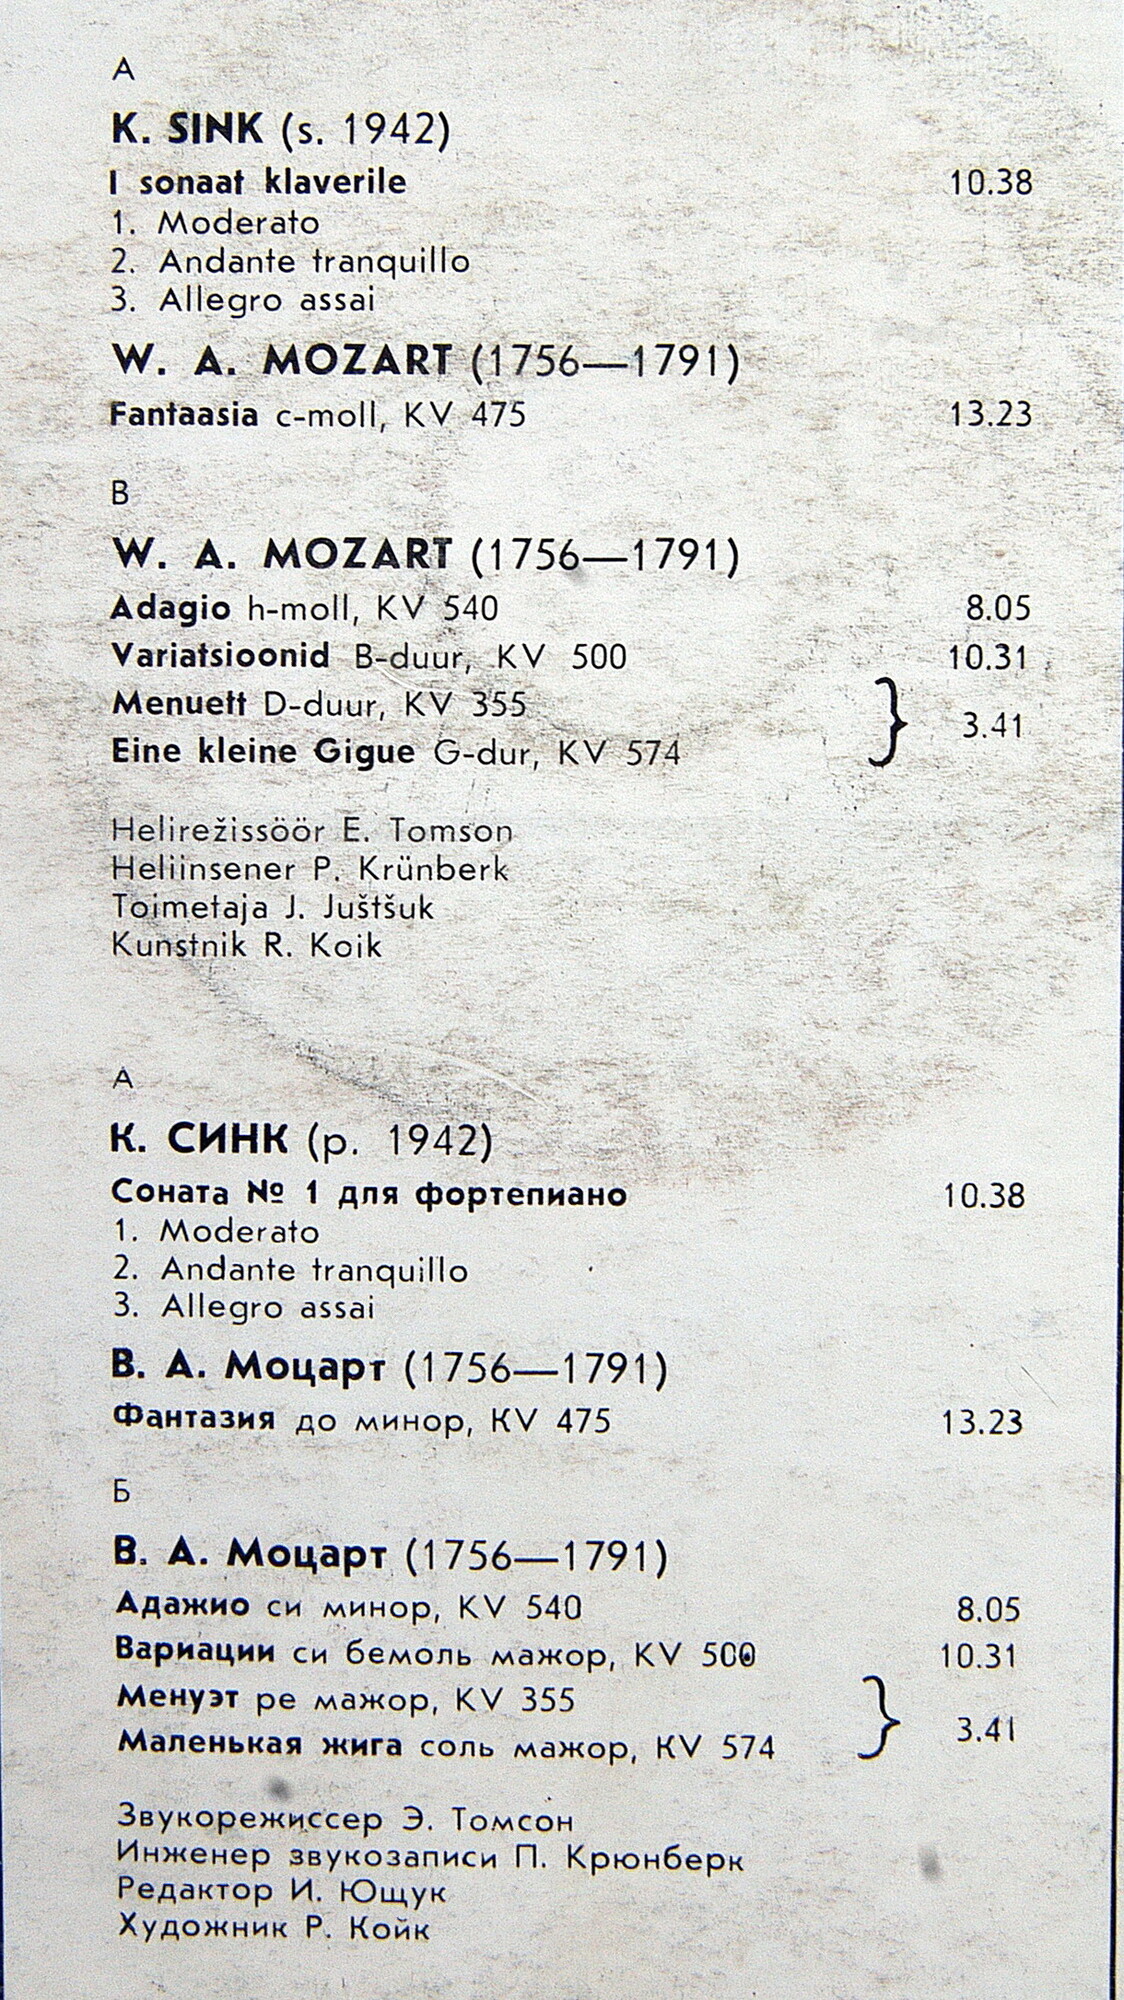 A
K. SINK (s. 1942)
I sonaat klaverile 10.38
1. Moderato
2. Andante tranquillo
3. Allegro assai
W. A. MOZART (1756—1791)
Fantaasia c-moll, KV 475 13.23
B
W. A. MOZART (1756—1791)
Adagio h-moll, KV 540 8.05
Variatsioonid B-duur, KV 500 10.31
Menuett D-duur, KV 355
} 3.41
Eine kleine Gigue G-dur, KV 574
Helirežissöör E. Tomson
Heliinsener P. Krünberk
Toimetaja J. Juštšuk
Kunstnik R. Koik
А
К. СИНК (р. 1942)
Соната № 1 для фортепиано 10.38
1. Moderato
2. Andante tranquillo
3. Allegro assai
В. А. Моцарт (1756—1791)
Фантазия до минор, KV 475 13.23
Б
В. А. Моцарт (1756—1791)
Адажио си минор, KV 540 8.05
Вариации си бемоль мажор, KV 500 10.31
Менуэт ре мажор, KV 355
} 3.41
Маленькая жига соль мажор, KV 574
Звукорежиссер Э. Томсон
Инженер звукозаписи П. Крюнберк
Редактор И. Ющук
Художник Р. Койк